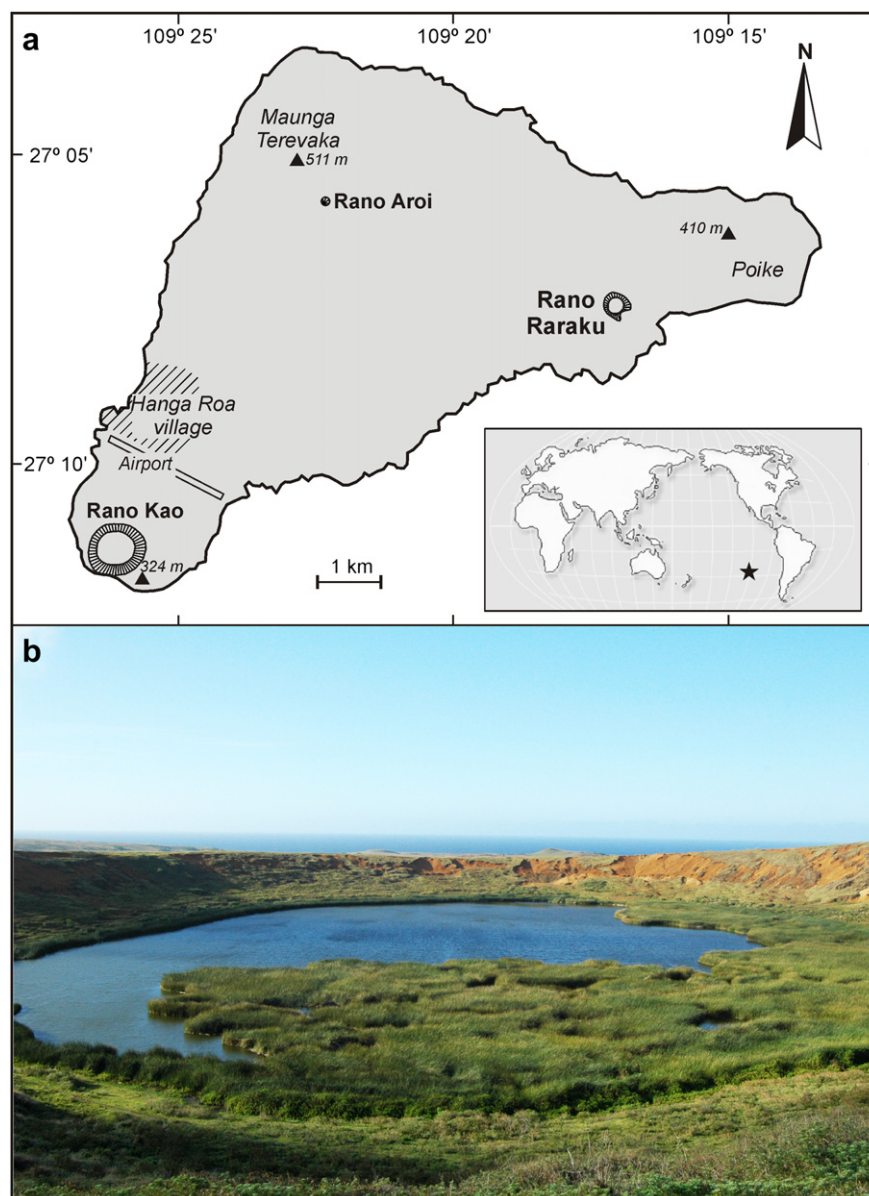 a
109º 25'
109º 20'
109º 15'
N
Maunga
Terevaka
511 m
27º 05'
Rano Aroi
410 m
Poike
Rano
Raraku
Hanga Roa
village
Airport
27º 10'
Rano Kao
324 m
1 km
b